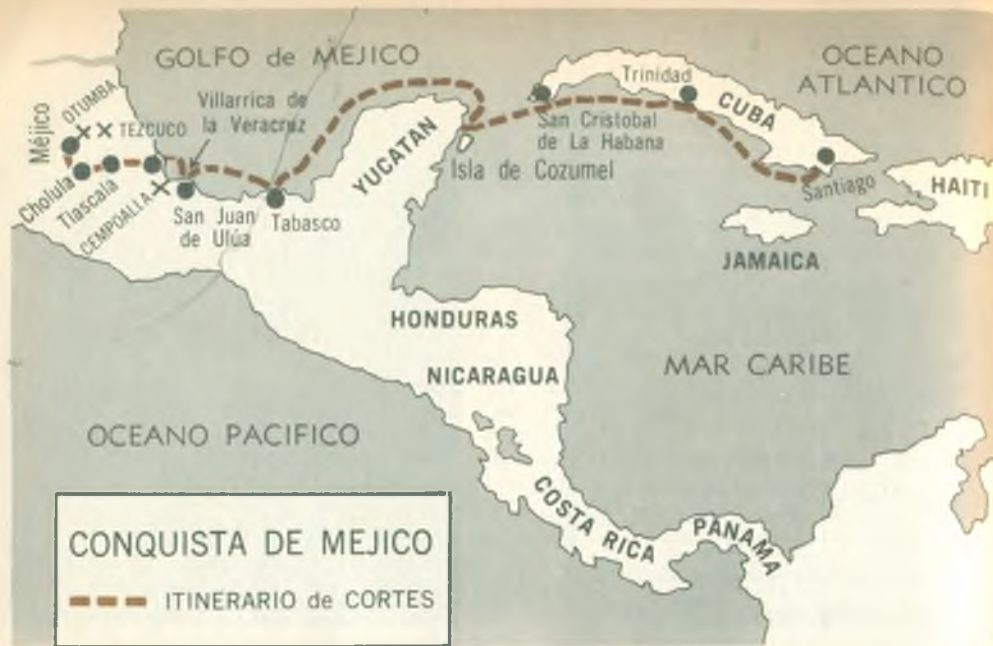 GOLFO de MEJICO
OCEANO
ATLANTICO
Méjico
OTUMBA
TEZCUCO
Villarrica de
la Veracruz
Trinidad
CUBA
San Cristobal
de La Habana
YUCATAN
Isla de Cozumel
Santiago
HAITI
Cholula
Tlascala
CEMPOALLA
San Juan
de Ulúa
Tabasco
JAMAICA
HONDURAS
NICARAGUA
MAR CARIBE
OCEANO PACIFICO
COSTA RICA
PANAMA
CONQUISTA DE MEJICO
ITINERARIO de CORTES